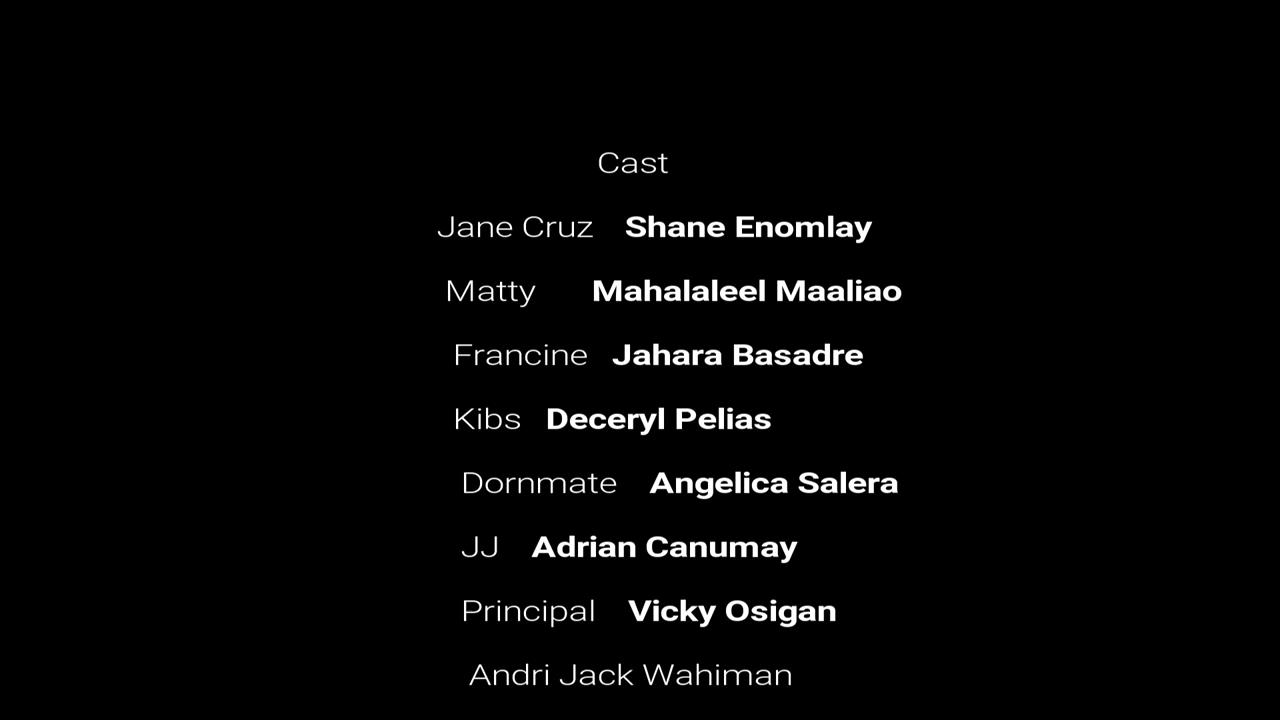 Cast
Jane Cruz Shane Enomlay
Matty Mahalaleel Maaliao
Francine Jahara Basadre
Kibs Deceryl Pelias
Dornmate Angelica Salera
JJ Adrian Canumay
Principal Vicky Osigan
Andri Jack Wahiman